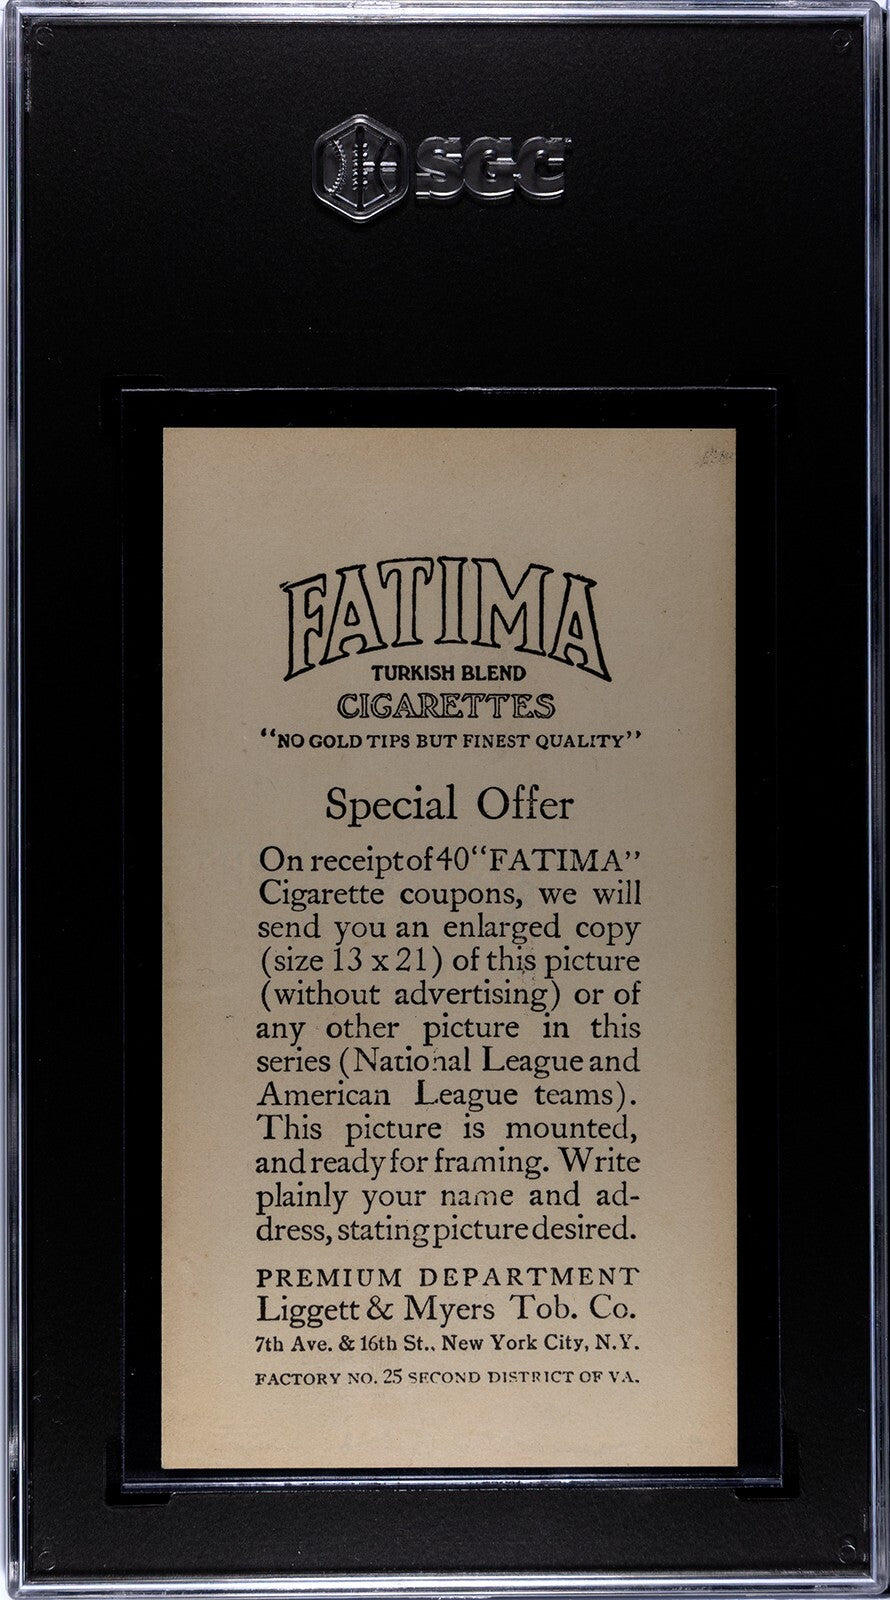 SGC
FATIMA
TURKISH BLEND
CIGARETTES
"NO GOLD TIPS BUT FINEST QUALITY"
Special Offer
On receipt of 40 "FATIMA"
Cigarette coupons, we will
send you an enlarged copy
(size 13 x 21) of this picture
(without advertising) or of
any other picture in this
series (National League and
American League teams).
This picture is mounted,
and ready for framing. Write
plainly your name and ad-
dress, stating picture desired.
PREMIUM DEPARTMENT
Liggett & Myers Tob. Co.
7th Ave. & 16th St., New York City, N.Y.
FACTORY NO. 25 SECOND DISTRICT OF VA.